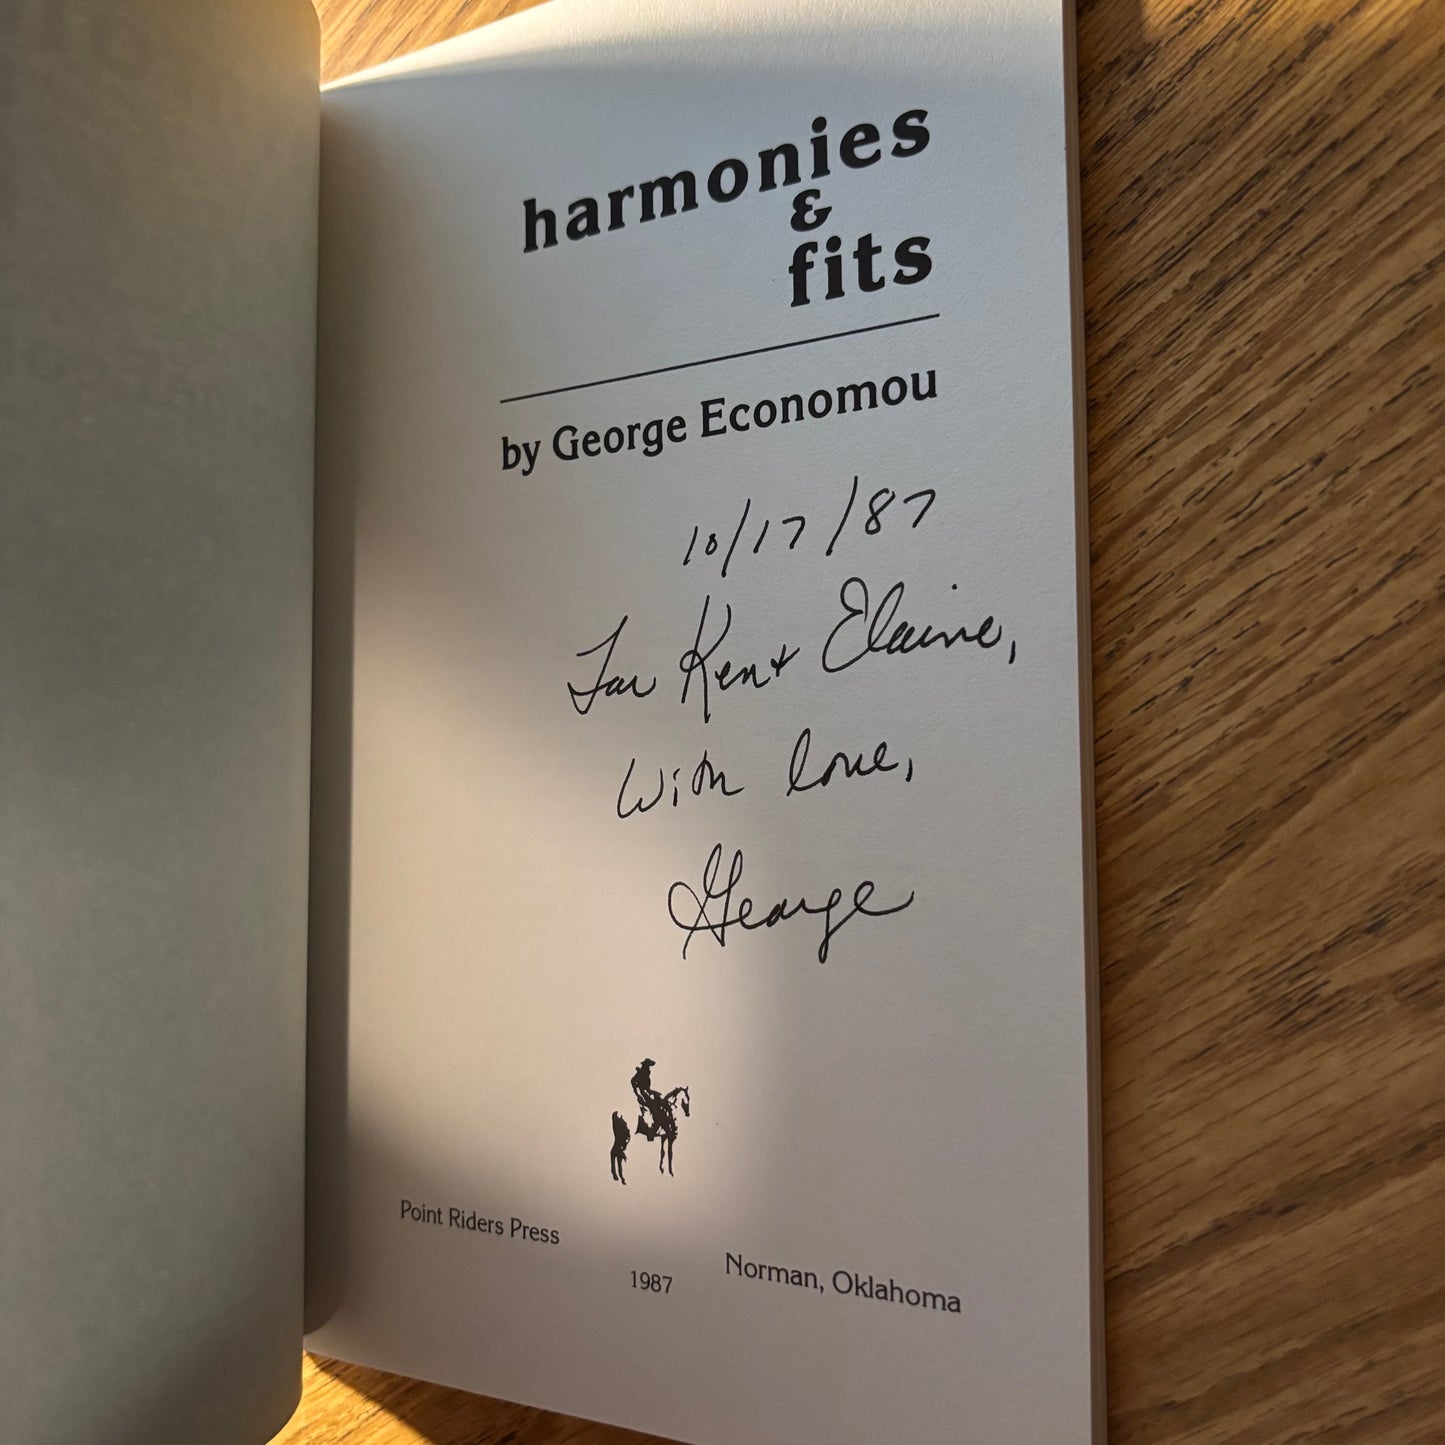 harmonies
&
fits
by George Economou
10/17/87
For Ken + Elaine,
With love,
George
Point Riders Press
1987
Norman, Oklahoma